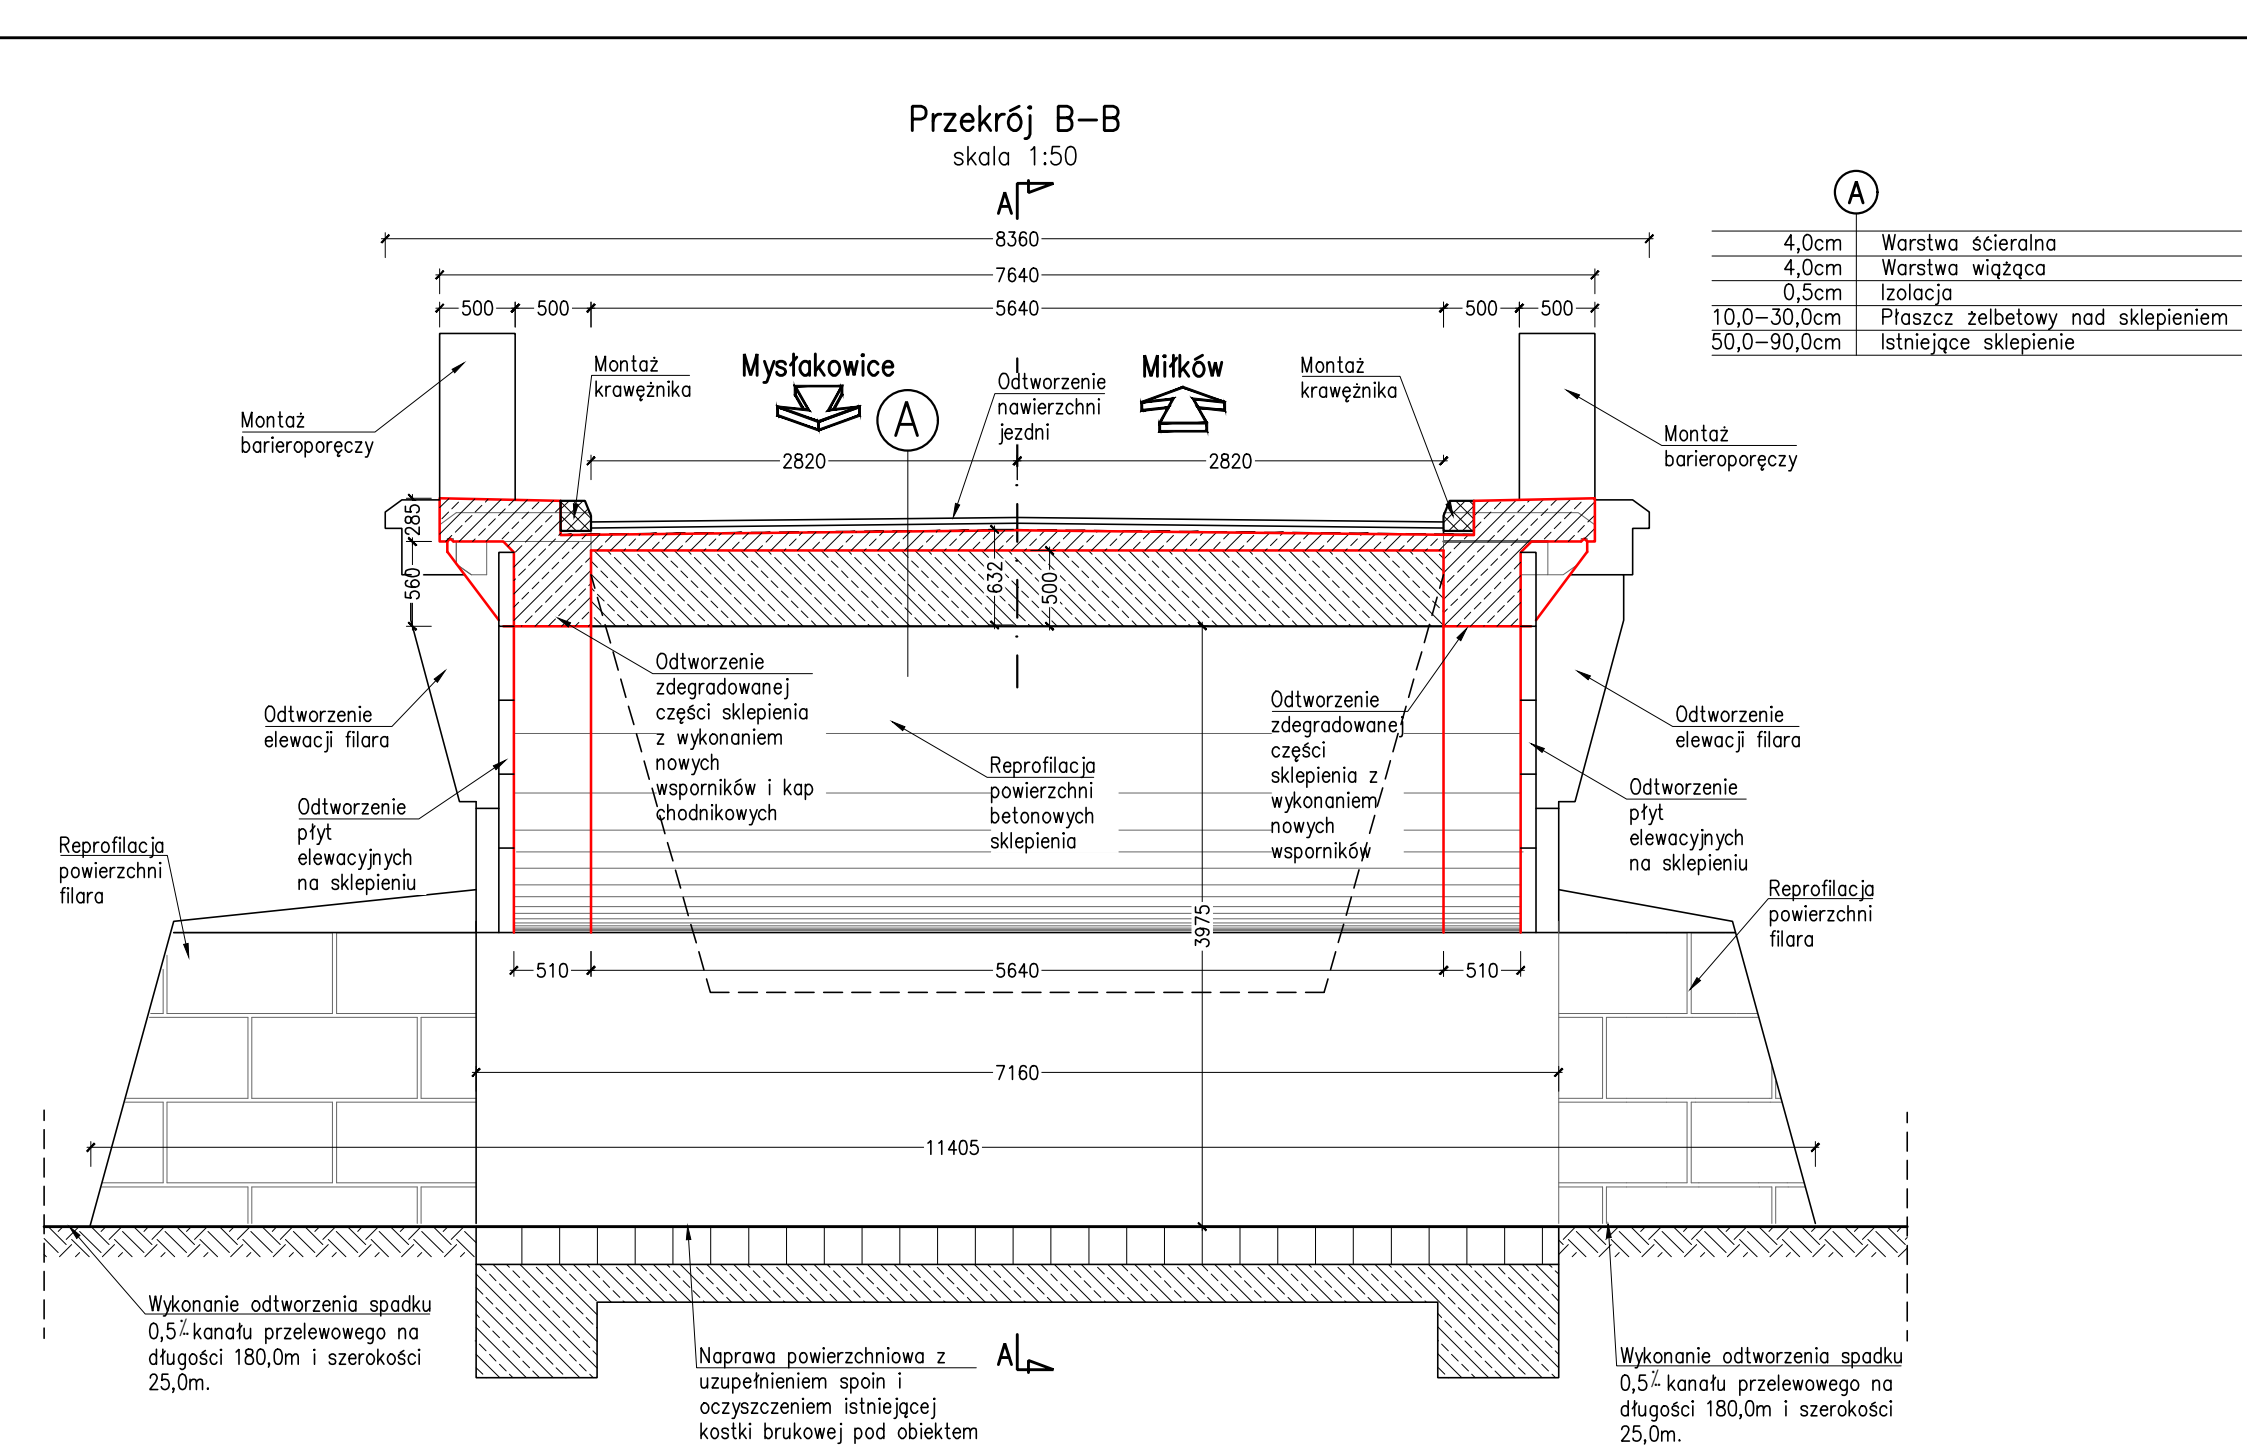 Przekrój B-B
skala 1:50
A
8360
7640
500
500
5640
500
500
A
4,0cm Warstwa śćieralna
4,0cm Warstwa wiążąca
0,5cm Izolacja
10,0-30,0cm Płaszcz żelbetowy nad sklepieniem
50,0-90,0cm Istniejące sklepienie
Montaż
barieroporęczy
Montaż
krawężnika
Mysłakowice
A
Odtworzenie
nawierzchni
jezdni
Miłków
Montaż
krawężnika
Montaż
barieroporęczy
2820
2820
285
560
632
500
Odtworzenie
elewacji filara
Odtworzenie
zdegradowanej
części sklepienia
z wykonaniem
nowych
wsporników i kap
chodnikowych
Reprofilacja
powierzchni
betonowych
sklepienia
Odtworzenie
zdegradowanej
części
sklepienia z
wykonaniem
nowych
wsporników
Odtworzenie
elewacji filara
Odtworzenie
płyt
elewacyjnych
na sklepieniu
Odtworzenie
płyt
elewacyjnych
na sklepieniu
Reprofilacja
powierzchni
filara
Reprofilacja
powierzchni
filara
3975
510
5640
510
7160
11405
Wykonanie odtworzenia spadku
0,5% kanału przelewowego na
długości 180,0m i szerokości
25,0m.
Naprawa powierzchniowa z
uzupełnieniem spoin i
oczyszczeniem istniejącej
kostki brukowej pod obiektem
A
Wykonanie odtworzenia spadku
0,5% kanału przelewowego na
długości 180,0m i szerokości
25,0m.